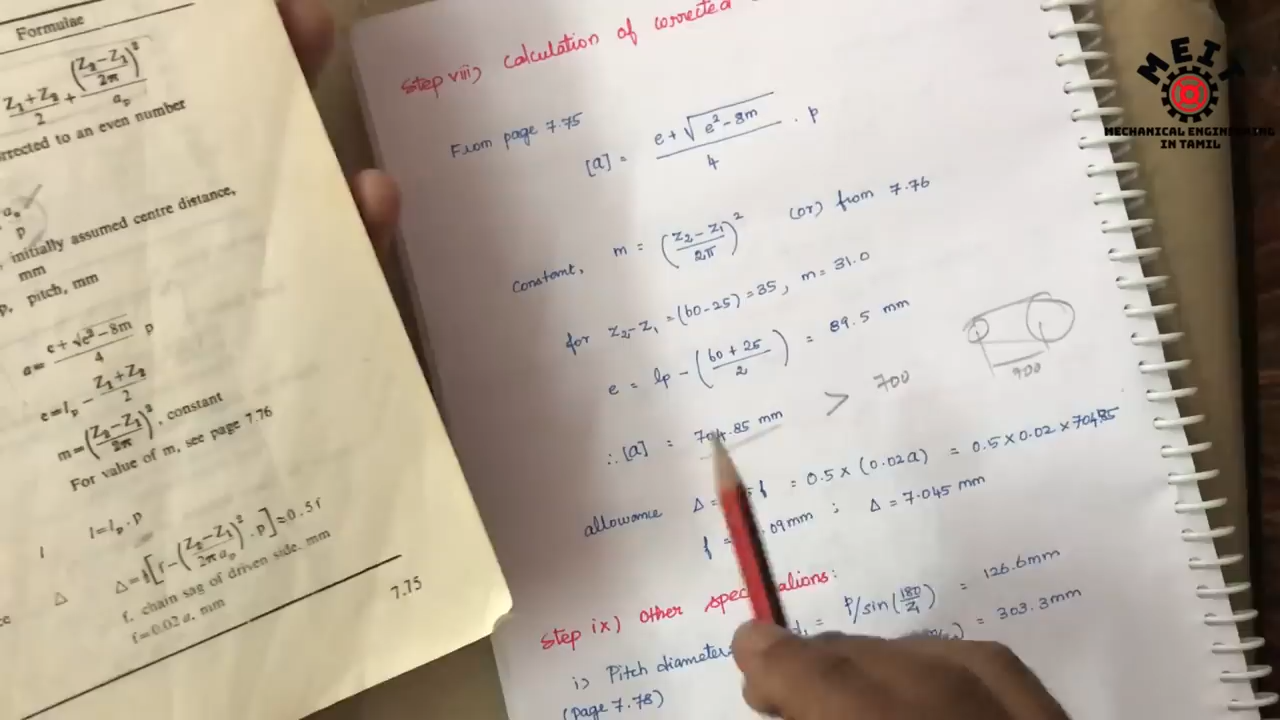 Formulae
Z₁+Z₂/2 + (Z₂−Z₁/2π)²/aₚ
rrected to an even number
aₒ
p
, initially assumed centre distance,
mm
p, pitch, mm
a = e+√e²−8m/4 p
e=lₚ − Z₁+Z₂/2
m=(Z₂−Z₁/2π)², constant
For value of m, see page 7.76
l l=lₚ.p
Δ [f−(Z₂−Z₁/2π aₚ)².p]=0.5f
f, chain sag of driven side, mm
f=0.02 a, mm
7.75
Step viii) Calculation of corrected
From page 7.75
[a] = e + √e² − 8m / 4 . p
constant, m = (Z₂ − Z₁ / 2π)² (or) from 7.76
for Z₂ − Z₁ = (60 − 25) = 35, m = 31.0
e = lp − (60 + 25 / 2) = 89.5 mm
∴ [a] = 704.85 mm > 700
900
allowance Δ = f = 0.5 × (0.02a) = 0.5 × 0.02 × 704.85
f = .09mm ; Δ = 7.045 mm
Step ix) Other specifications:
i) Pitch diameter d₁ = P/sin(180/Z₁) = 126.6mm
(page 7.78) = 303.3mm
MEIT
MECHANICAL ENGINEERING
IN TAMIL